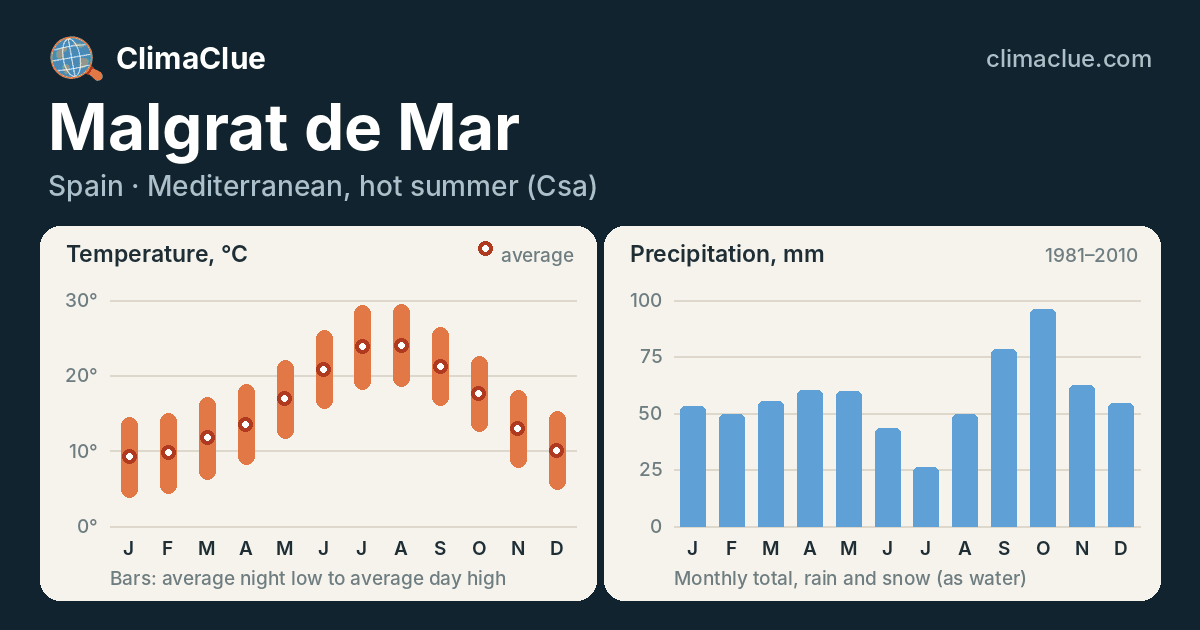 ClimaClue
climaclue.com
Malgrat de Mar
Spain · Mediterranean, hot summer (Csa)
Temperature, °C
average
30°
20°
10°
0°
J F M A M J J A S O N D
Bars: average night low to average day high
Precipitation, mm
1981–2010
100
75
50
25
0
J F M A M J J A S O N D
Monthly total, rain and snow (as water)